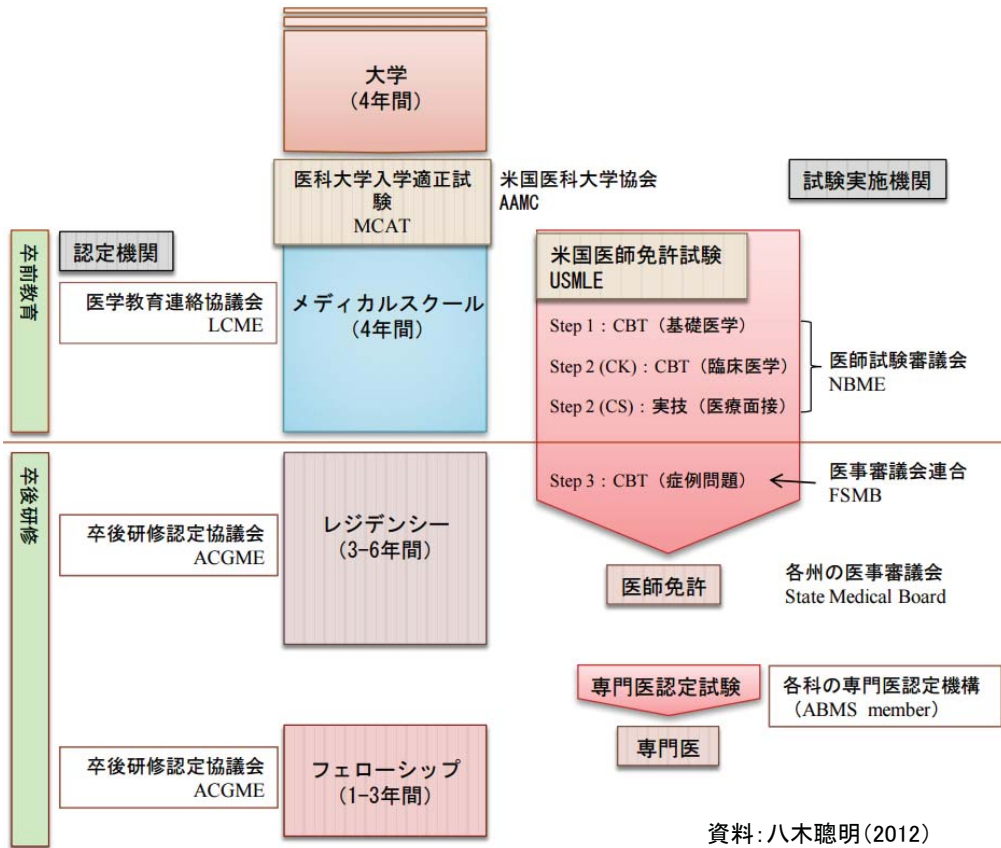 大学
(4年間)
医科大学入学適正試
験
MCAT
米国医科大学協会
AAMC
試験実施機関
卒前教育
認定機関
医学教育連絡協議会
LCME
メディカルスクール
(4年間)
米国医師免許試験
USMLE
Step 1：CBT（基礎医学）
Step 2 (CK)：CBT（臨床医学）
Step 2 (CS)：実技（医療面接）
医師試験審議会
NBME
卒後研修
卒後研修認定協議会
ACGME
レジデンシー
(3-6年間)
Step 3：CBT（症例問題）
医事審議会連合
FSMB
医師免許
各州の医事審議会
State Medical Board
専門医認定試験
各科の専門医認定機構
（ABMS member）
専門医
卒後研修認定協議会
ACGME
フェローシップ
(1-3年間)
資料：八木聰明(2012)